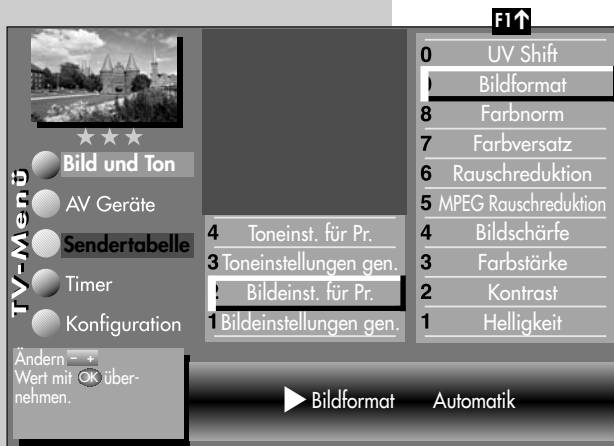 F1↑
TV-Menü
Bild und Ton
AV Geräte
Sendertabelle
Timer
Konfiguration
4 Toneinst. für Pr.
3 Toneinstellungen gen.
Bildeinst. für Pr.
1 Bildeinstellungen gen.
0 UV Shift
Bildformat
8 Farbnorm
7 Farbversatz
6 Rauschreduktion
5 MPEG Rauschreduktion
4 Bildschärfe
3 Farbstärke
2 Kontrast
1 Helligkeit
Ändern - +
Wert mit OK über-
nehmen.
Bildformat Automatik